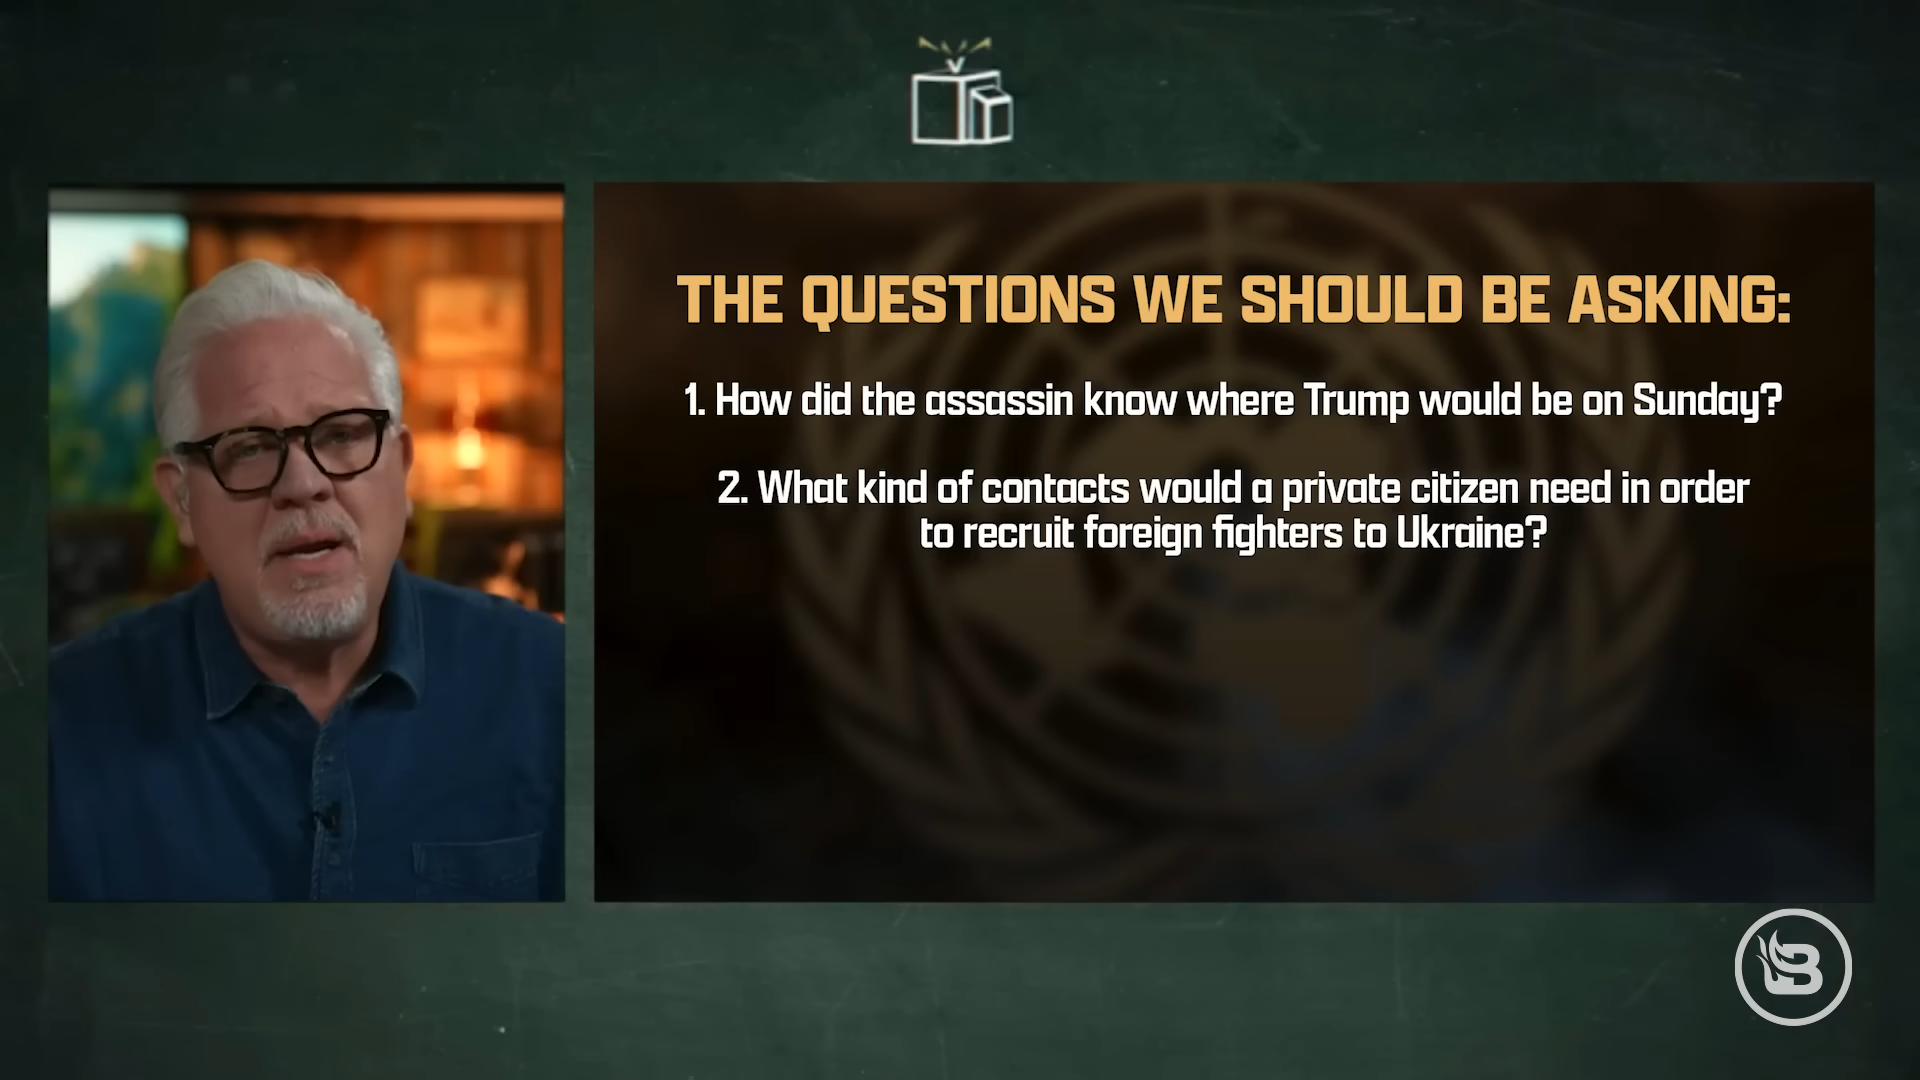 THE QUESTIONS WE SHOULD BE ASKING:
1. How did the assassin know where Trump would be on Sunday?
2. What kind of contacts would a private citizen need in order
to recruit foreign fighters to Ukraine?
B